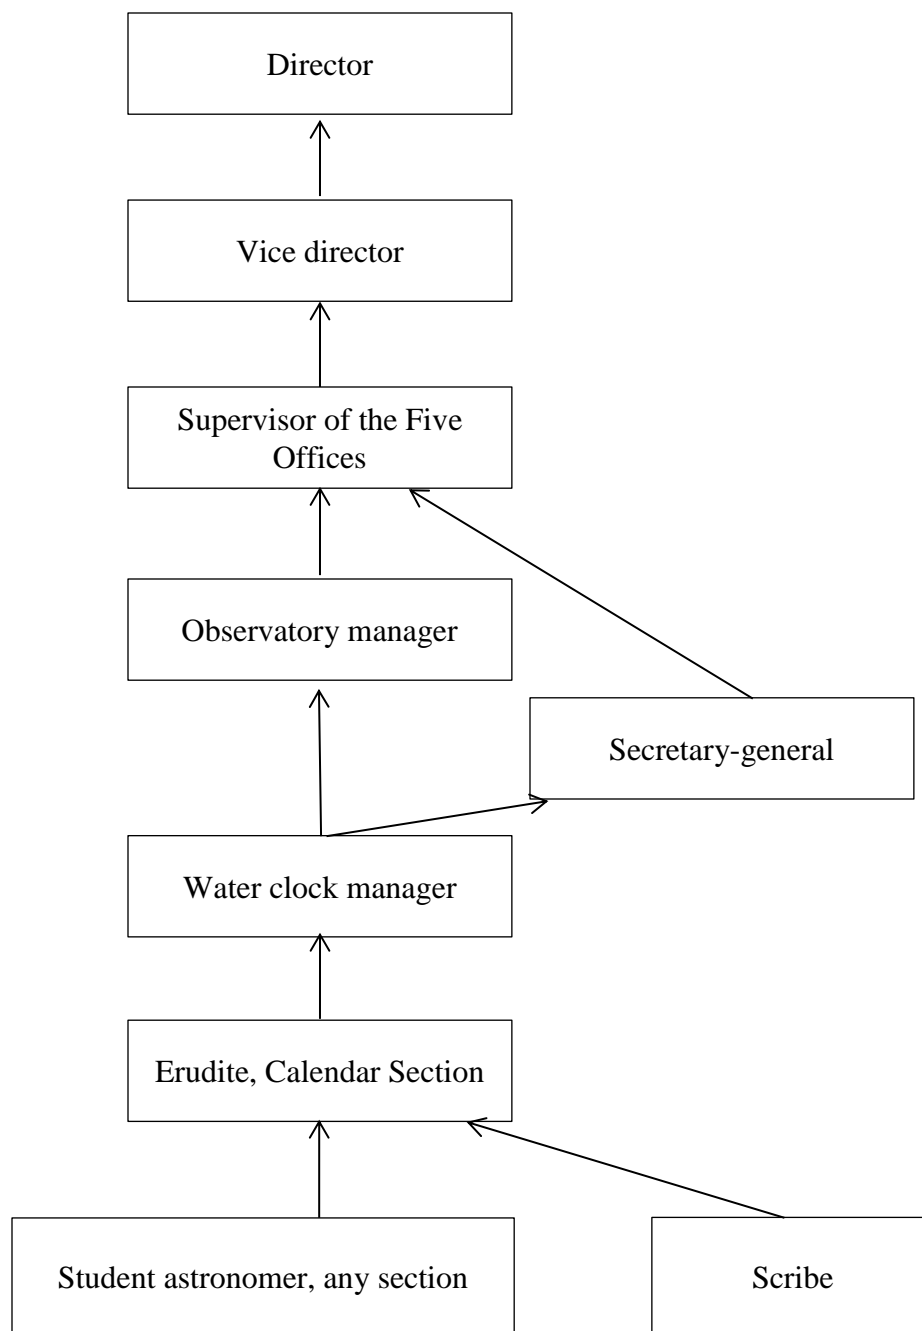 Director
Vice director
Supervisor of the Five
Offices
Observatory manager
Secretary-general
Water clock manager
Erudite, Calendar Section
Student astronomer, any section
Scribe